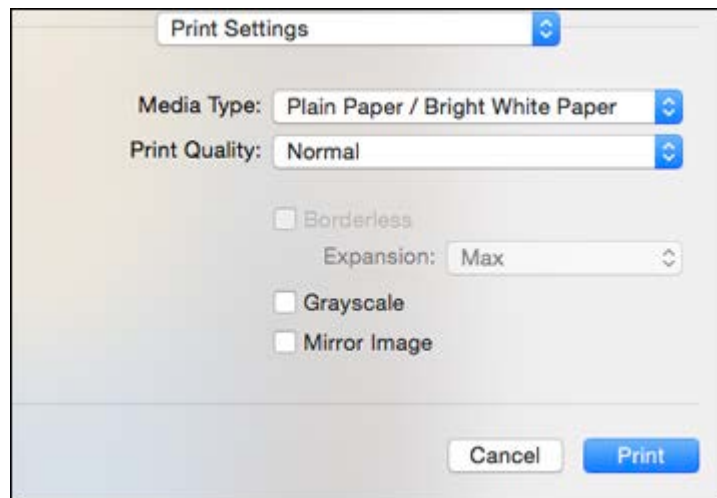 Print Settings
Media Type: Plain Paper / Bright White Paper
Print Quality: Normal
Borderless
Expansion: Max
Grayscale
Mirror Image
Cancel Print